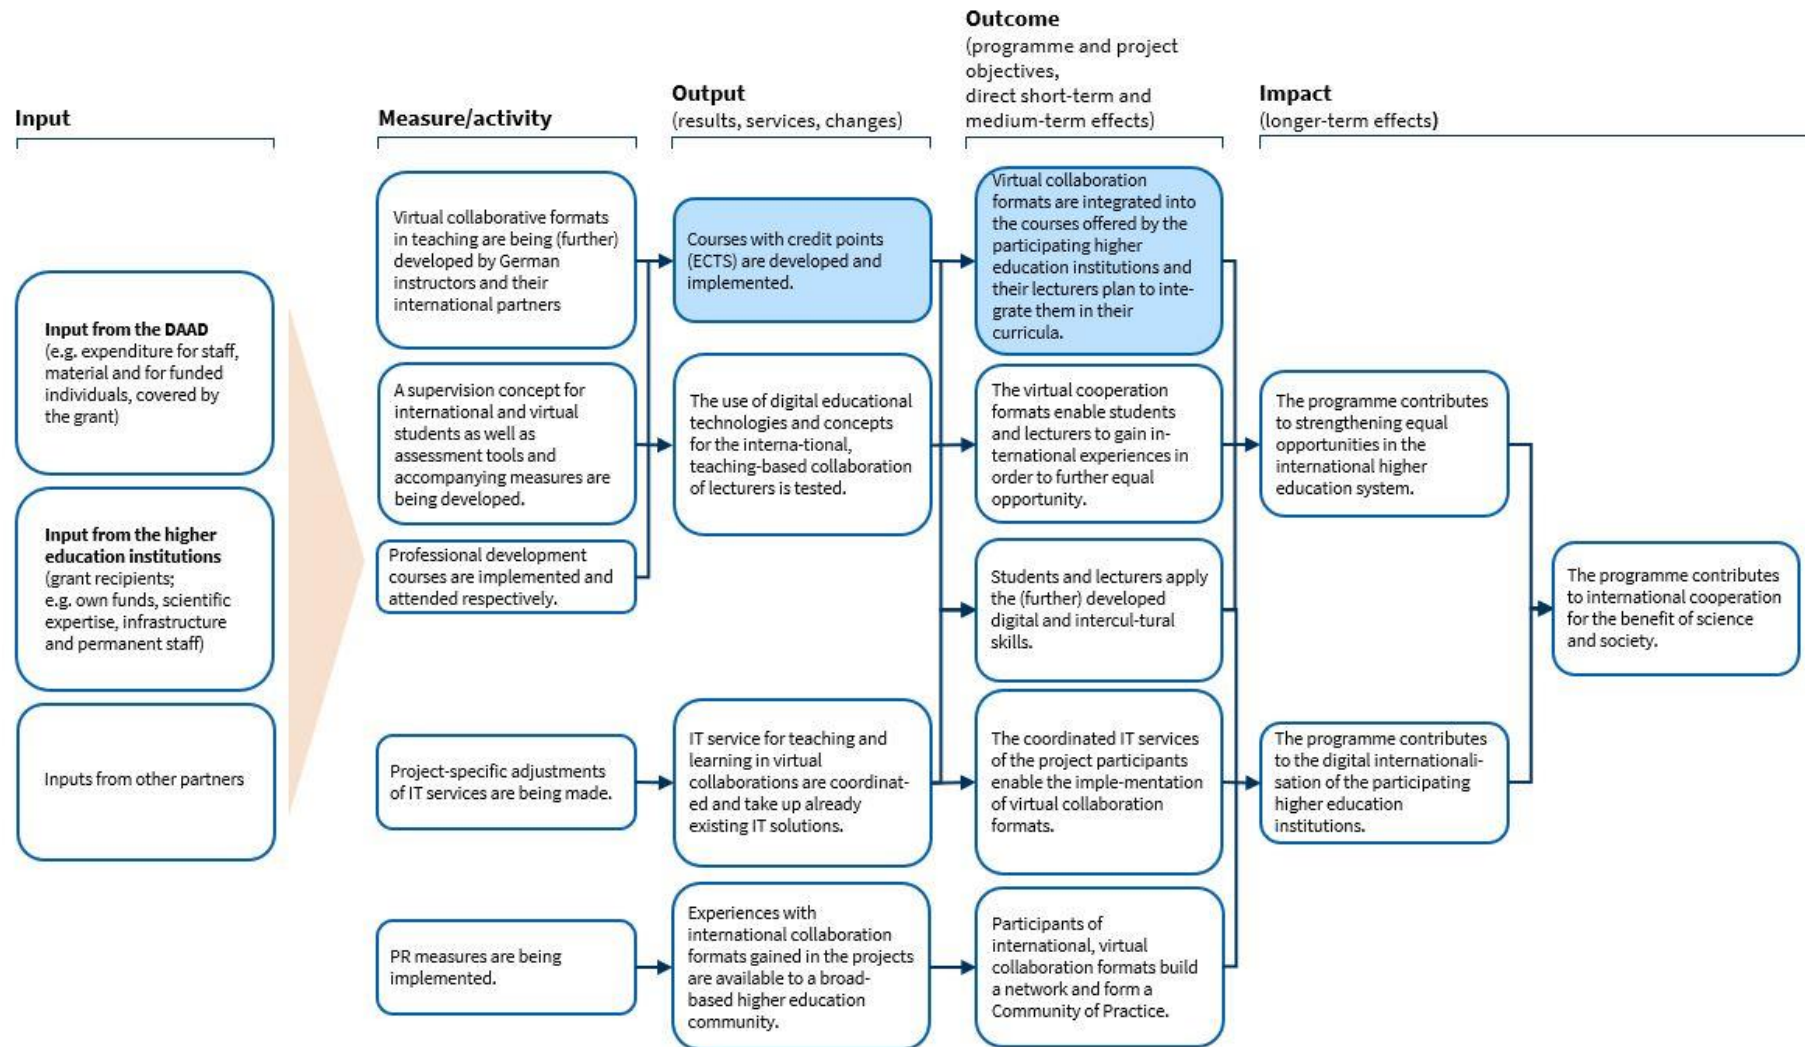 Input
Measure/activity
Output
(results, services, changes)
Outcome
(programme and project
objectives,
direct short-term and
medium-term effects)
Impact
(longer-term effects)
Input from the DAAD
(e.g. expenditure for staff,
material and for funded
individuals, covered by
the grant)
Input from the higher
education institutions
(grant recipients;
e.g. own funds, scientific
expertise, infrastructure
and permanent staff)
Inputs from other partners
Virtual collaborative formats
in teaching are being (further)
developed by German
instructors and their
international partners
A supervision concept for
international and virtual
students as well as
assessment tools and
accompanying measures are
being developed.
Professional development
courses are implemented and
attended respectively.
Project-specific adjustments
of IT services are being made.
PR measures are being
implemented.
Courses with credit points
(ECTS) are developed and
implemented.
The use of digital educational
technologies and concepts
for the interna-tional,
teaching-based collaboration
of lecturers is tested.
IT service for teaching and
learning in virtual
collaborations are coordinat-
ed and take up already
existing IT solutions.
Experiences with
international collaboration
formats gained in the projects
are available to a broad-
based higher education
community.
Virtual collaboration
formats are integrated into
the courses offered by the
participating higher
education institutions and
their lecturers plan to inte-
grate them in their
curricula.
The virtual cooperation
formats enable students
and lecturers to gain in-
ternational experiences in
order to further equal
opportunity.
Students and lecturers apply
the (further) developed
digital and intercul-tural
skills.
The coordinated IT services
of the project participants
enable the imple-mentation
of virtual collaboration
formats.
Participants of
international, virtual
collaboration formats build
a network and form a
Community of Practice.
The programme contributes
to strengthening equal
opportunities in the
international higher
education system.
The programme contributes
to the digital internationali-
sation of the participating
higher education
institutions.
The programme contributes
to international cooperation
for the benefit of science
and society.